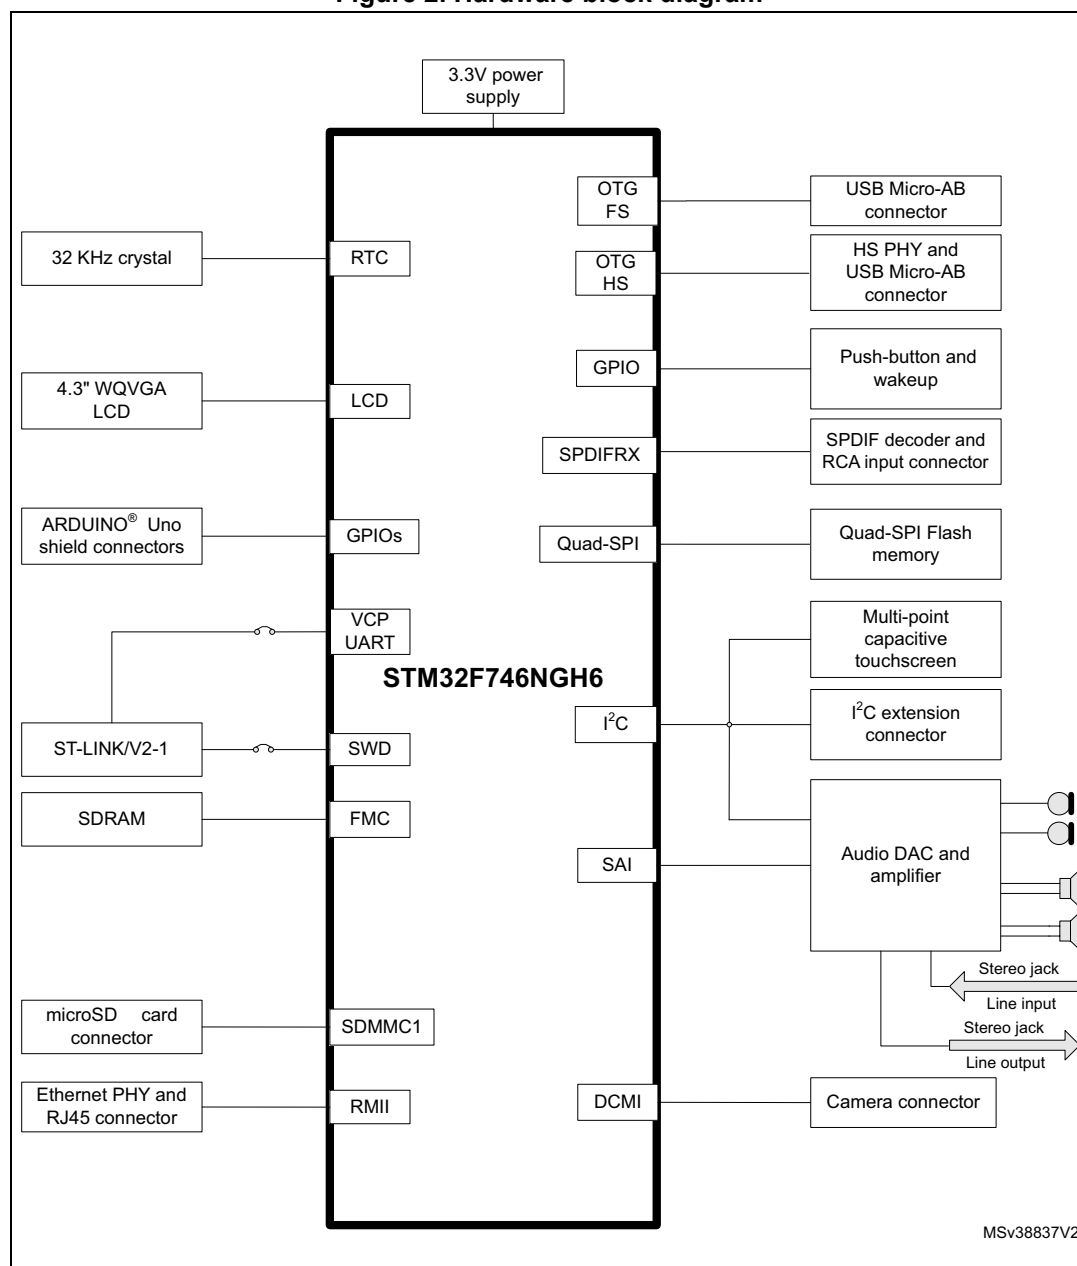 Figure 2. Hardware block diagram
3.3V power
supply
OTG
FS
USB Micro-AB
connector
32 KHz crystal
RTC
OTG
HS
HS PHY and
USB Micro-AB
connector
4.3" WQVGA
LCD
LCD
GPIO
Push-button and
wakeup
SPDIFRX
SPDIF decoder and
RCA input connector
ARDUINO® Uno
shield connectors
GPIOs
Quad-SPI
Quad-SPI Flash
memory
VCP
UART
Multi-point
capacitive
touchscreen
STM32F746NGH6
I²C
I²C extension
connector
ST-LINK/V2-1
SWD
SDRAM
FMC
SAI
Audio DAC and
amplifier
Stereo jack
Line input
Stereo jack
Line output
microSD card
connector
SDMMC1
Ethernet PHY and
RJ45 connector
RMII
DCMI
Camera connector
MSv38837V2